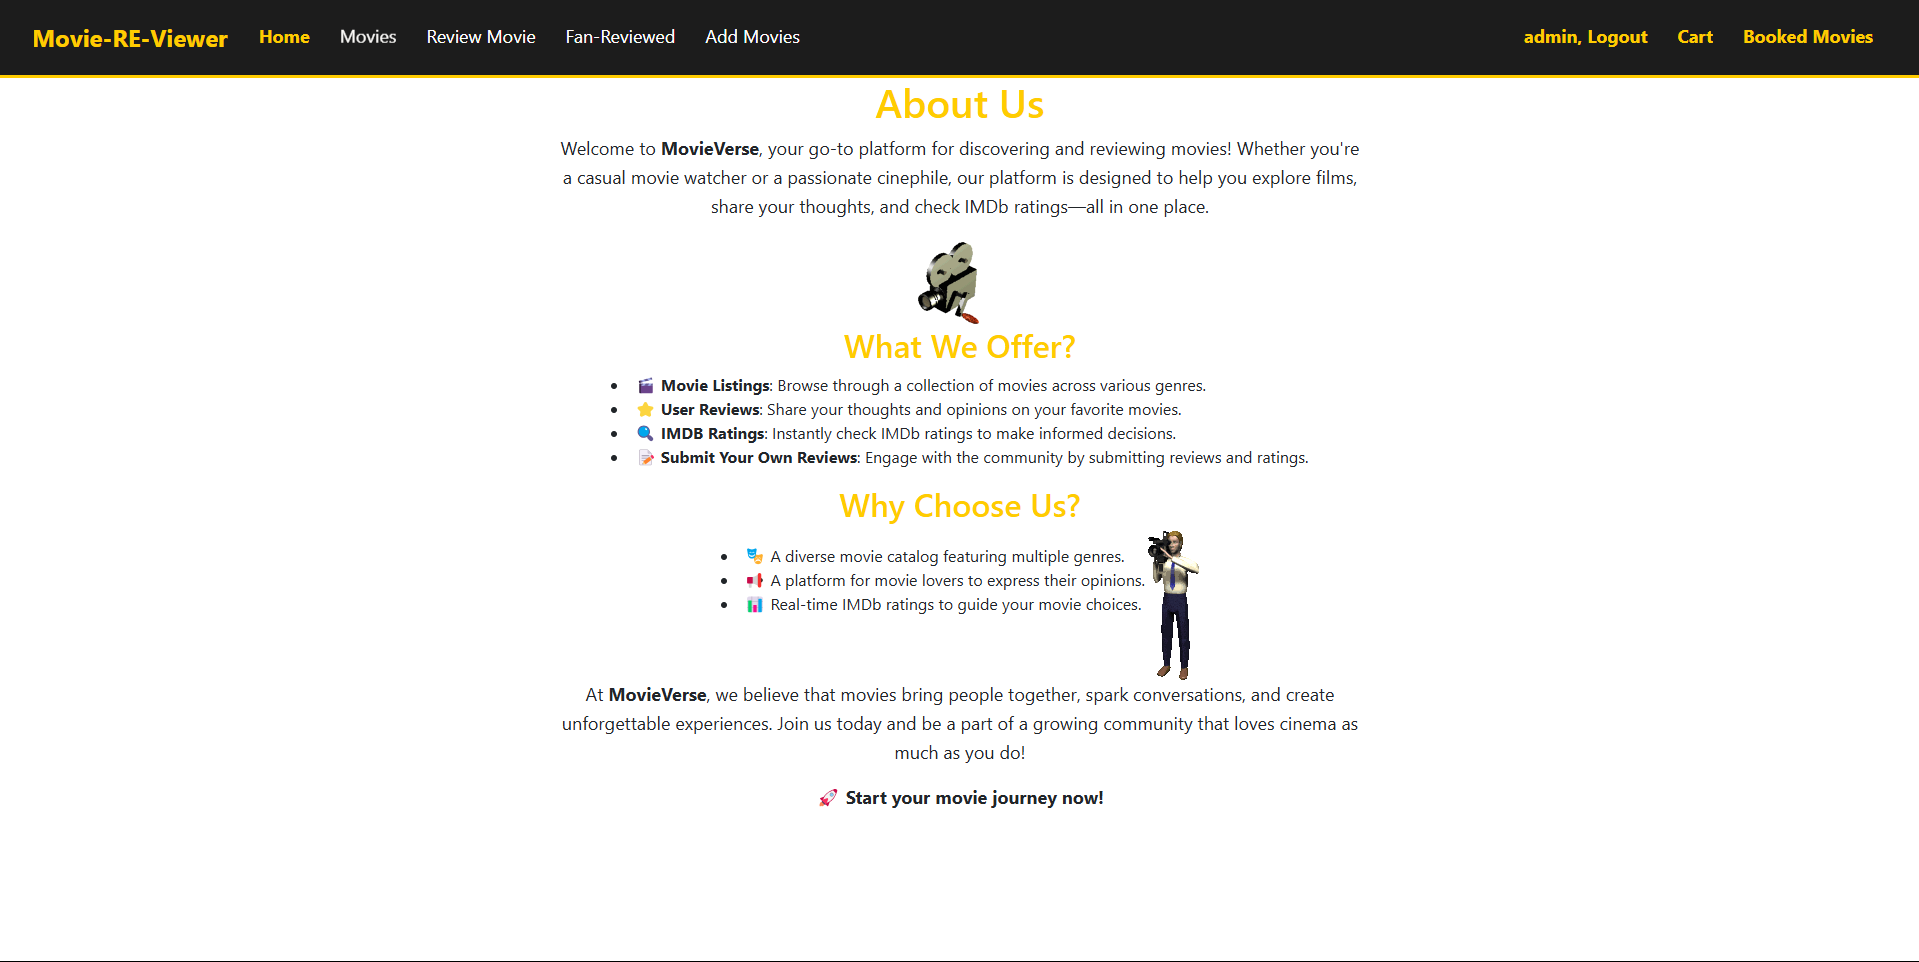 Movie-RE-Viewer Home Movies Review Movie Fan-Reviewed Add Movies admin, Logout Cart Booked Movies
About Us
Welcome to MovieVerse, your go-to platform for discovering and reviewing movies! Whether you're
a casual movie watcher or a passionate cinephile, our platform is designed to help you explore films,
share your thoughts, and check IMDb ratings—all in one place.
What We Offer?
Movie Listings: Browse through a collection of movies across various genres.
User Reviews: Share your thoughts and opinions on your favorite movies.
IMDB Ratings: Instantly check IMDb ratings to make informed decisions.
Submit Your Own Reviews: Engage with the community by submitting reviews and ratings.
Why Choose Us?
A diverse movie catalog featuring multiple genres.
A platform for movie lovers to express their opinions.
Real-time IMDb ratings to guide your movie choices.
At MovieVerse, we believe that movies bring people together, spark conversations, and create
unforgettable experiences. Join us today and be a part of a growing community that loves cinema as
much as you do!
Start your movie journey now!